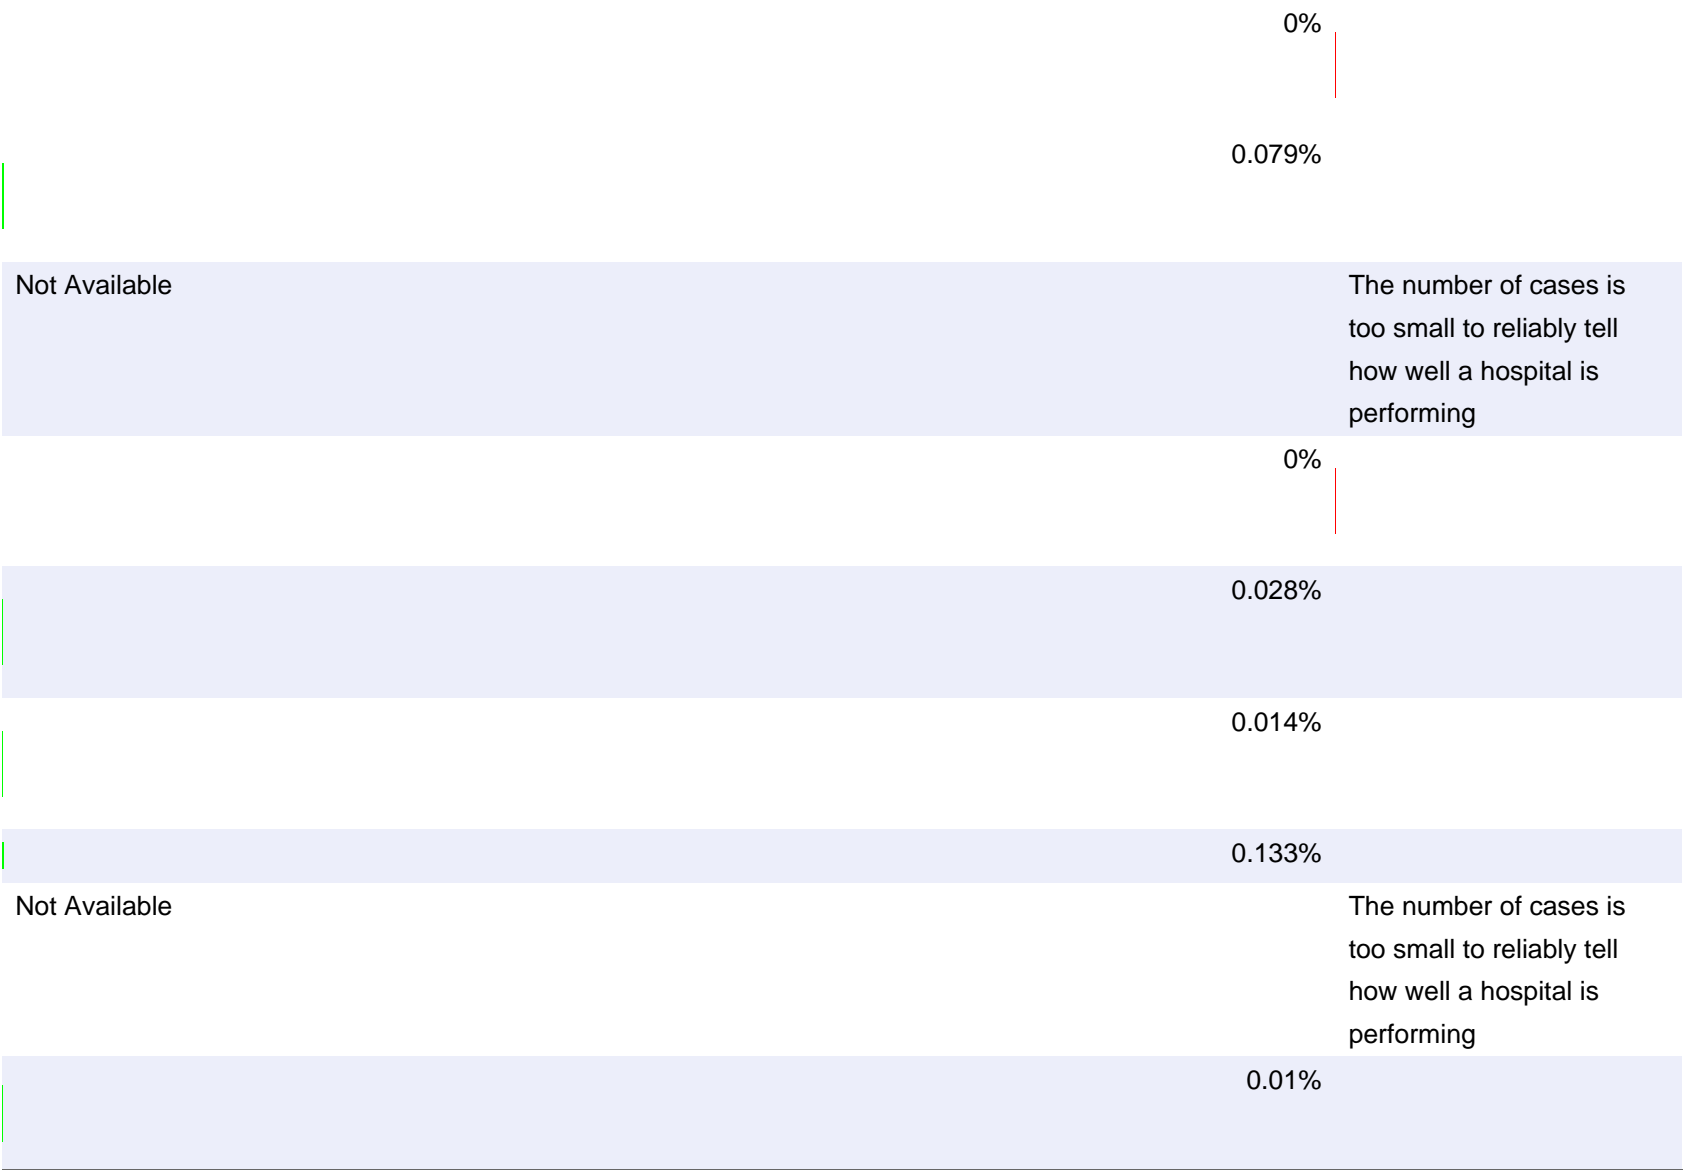 0%
0.079%
Not Available
The number of cases is
too small to reliably tell
how well a hospital is
performing
0%
0.028%
0.014%
0.133%
Not Available
The number of cases is
too small to reliably tell
how well a hospital is
performing
0.01%